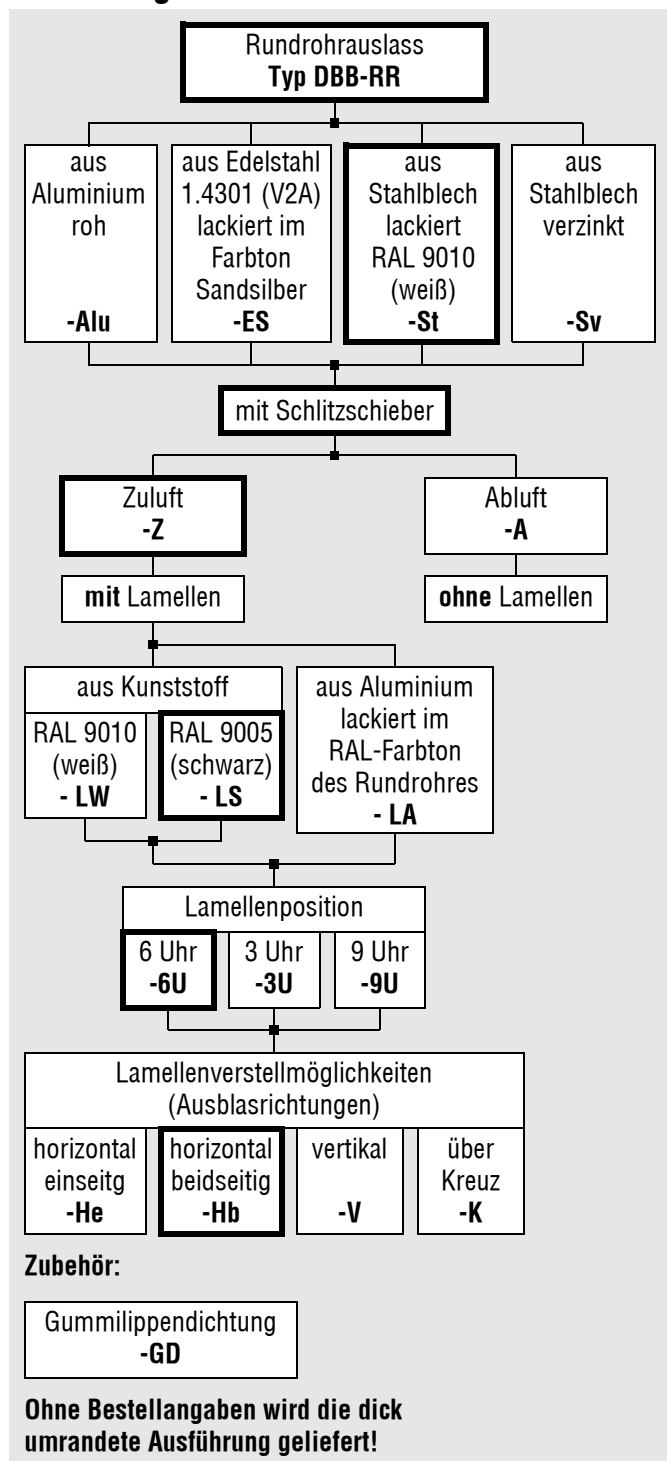 Rundrohrauslass
Typ DBB-RR
aus
Aluminium
roh
-Alu
aus Edelstahl
1.4301 (V2A)
lackiert im
Farbton
Sandsilber
-ES
aus
Stahlblech
lackiert
RAL 9010
(weiß)
-St
aus
Stahlblech
verzinkt
-Sv
mit Schlitzschieber
Zuluft
-Z
Abluft
-A
mit Lamellen
ohne Lamellen
aus Kunststoff
RAL 9010
(weiß)
- LW
RAL 9005
(schwarz)
- LS
aus Aluminium
lackiert im
RAL-Farbton
des Rundrohres
- LA
Lamellenposition
6 Uhr
-6U
3 Uhr
-3U
9 Uhr
-9U
Lamellenverstellmöglichkeiten
(Ausblasrichtungen)
horizontal
einseitg
-He
horizontal
beidseitig
-Hb
vertikal
-V
über
Kreuz
-K
Zubehör:
Gummilippendichtung
-GD
Ohne Bestellangaben wird die dick
umrandete Ausführung geliefert!